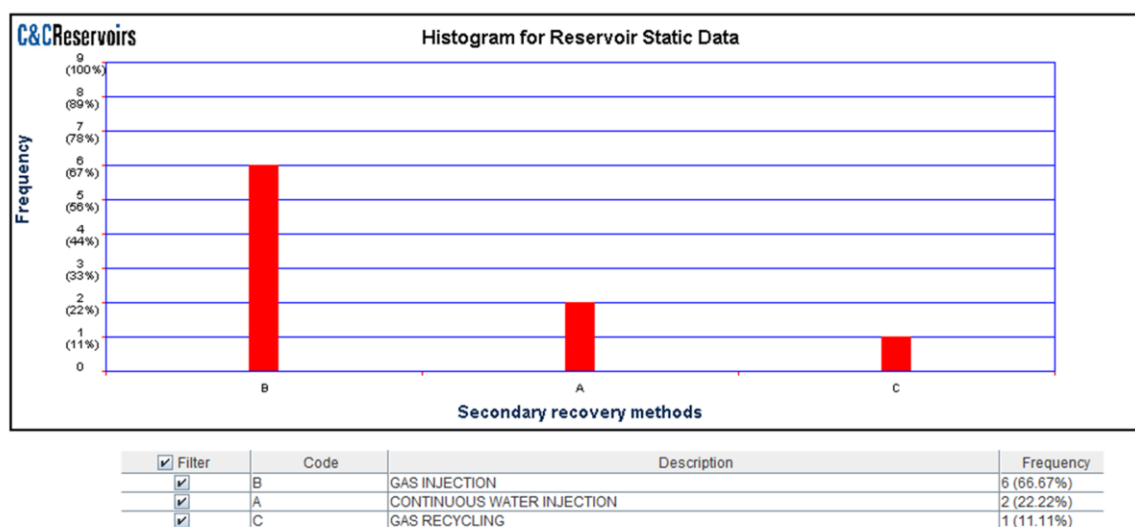 C&CReservoirs
Histogram for Reservoir Static Data
Frequency
9
(100%)
8
(89%)
7
(78%)
6
(67%)
5
(56%)
4
(44%)
3
(33%)
2
(22%)
1
(11%)
0
B A C
Secondary recovery methods
Filter Code Description Frequency
B GAS INJECTION 6 (66.67%)
A CONTINUOUS WATER INJECTION 2 (22.22%)
C GAS RECYCLING 1 (11.11%)